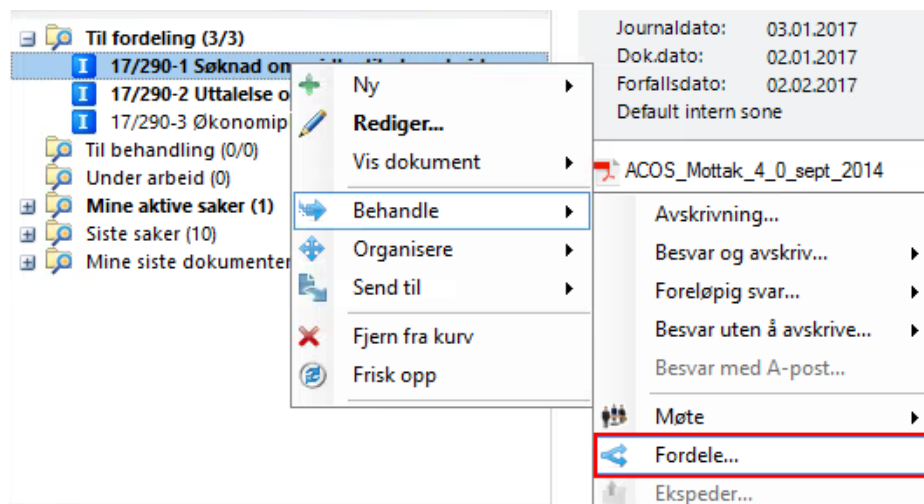 Til fordeling (3/3)
I 17/290-1 Søknad om
I 17/290-2 Uttalelse o
I 17/290-3 Økonomip
Til behandling (0/0)
Under arbeid (0)
Mine aktive saker (1)
Siste saker (10)
Mine siste dokumenter
Ny
Rediger...
Vis dokument
Behandle
Organisere
Send til
Fjern fra kurv
Frisk opp
Journaldato: 03.01.2017
Dok.dato: 02.01.2017
Forfallsdato: 02.02.2017
Default intern sone
ACOS_Mottak_4_0_sept_2014
Avskrivning...
Besvar og avskriv...
Foreløpig svar...
Besvar uten å avskrive...
Besvar med A-post...
Møte
Fordele...
Ekspeder...